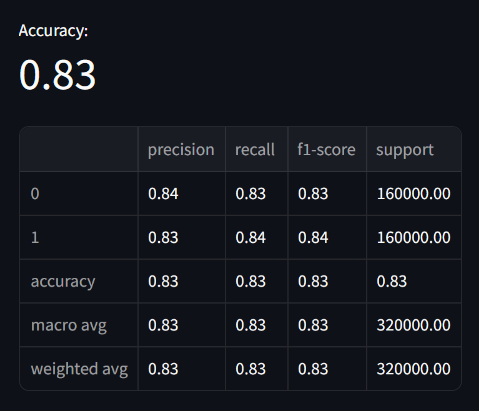 Accuracy:
0.83
precision recall f1-score support
0 0.84 0.83 0.83 160000.00
1 0.83 0.84 0.84 160000.00
accuracy 0.83 0.83 0.83 0.83
macro avg 0.83 0.83 0.83 320000.00
weighted avg 0.83 0.83 0.83 320000.00